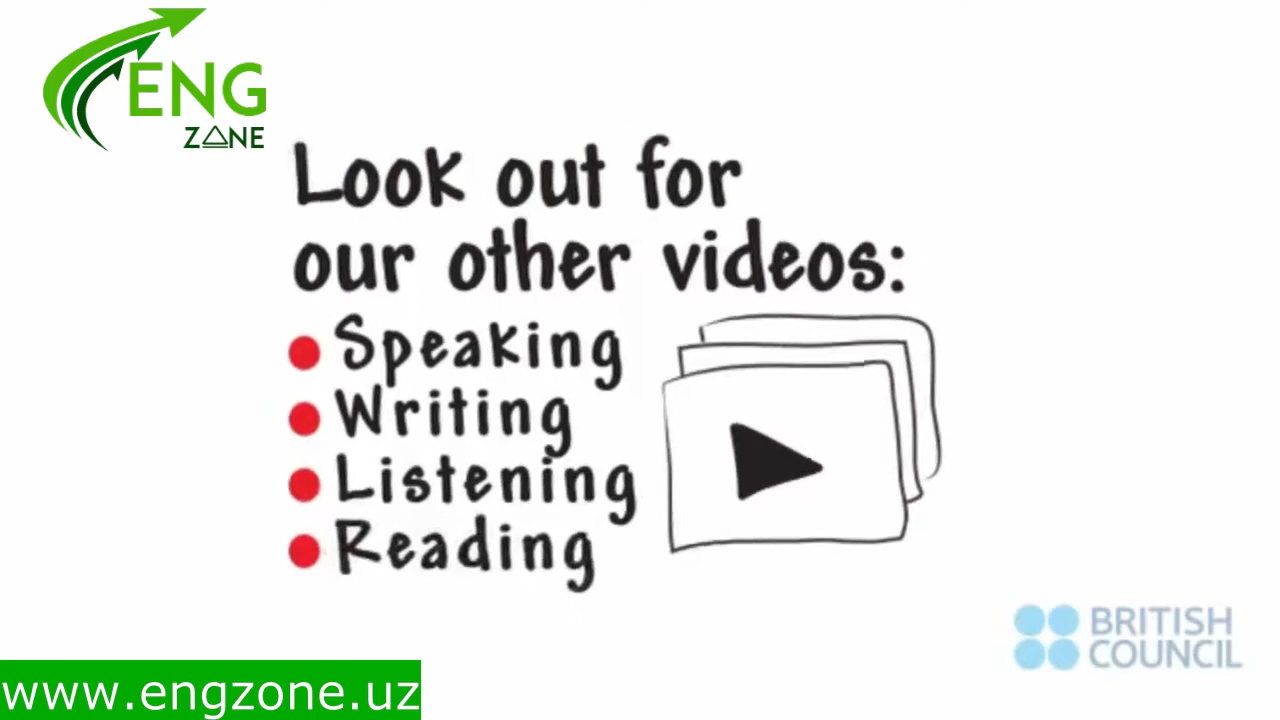 ENG
ZONE
Look out for
our other videos:
Speaking
Writing
Listening
Reading
BRITISH
COUNCIL
www.engzone.uz